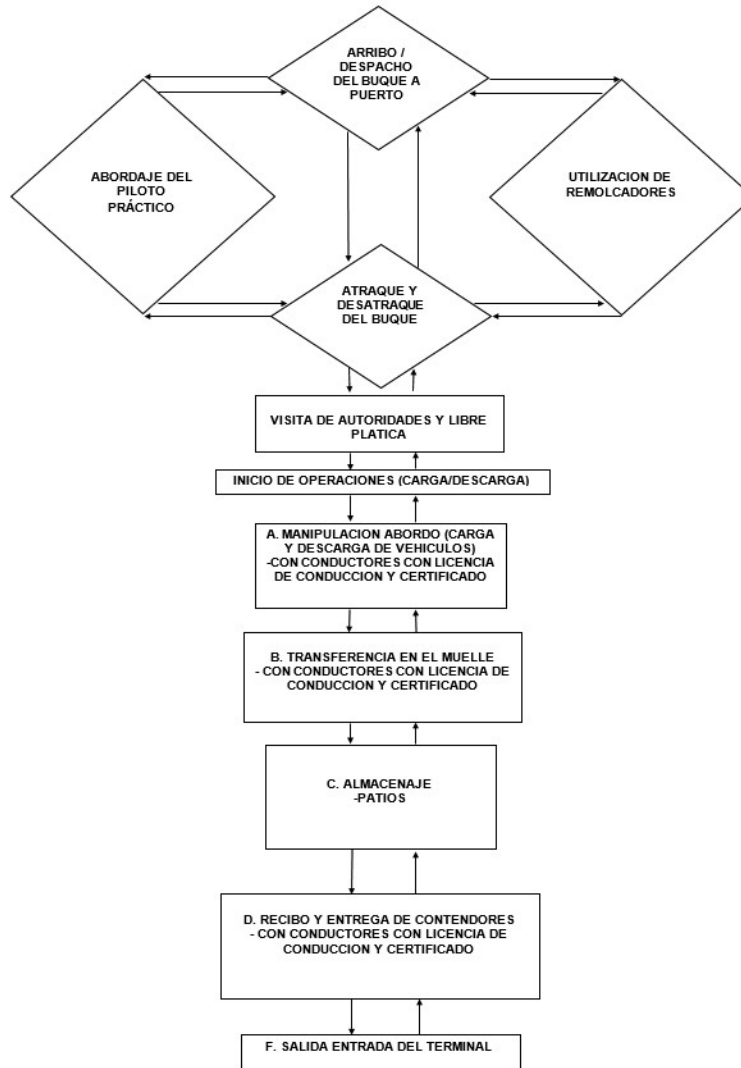 ARRIBO /
DESPACHO
DEL BUQUE A
PUERTO
ABORDAJE DEL
PILOTO
PRÁCTICO
UTILIZACION DE
REMOLCADORES
ATRAQUE Y
DESATRAQUE
DEL BUQUE
VISITA DE AUTORIDADES Y LIBRE
PLATICA
INICIO DE OPERACIONES (CARGA/DESCARGA)
A. MANIPULACION ABORDO (CARGA
Y DESCARGA DE VEHICULOS)
-CON CONDUCTORES CON LICENCIA
DE CONDUCCION Y CERTIFICADO
B. TRANSFERENCIA EN EL MUELLE
- CON CONDUCTORES CON LICENCIA DE
CONDUCCION Y CERTIFICADO
C. ALMACENAJE
-PATIOS
D. RECIBO Y ENTREGA DE CONTENDORES
- CON CONDUCTORES CON LICENCIA DE
CONDUCCION Y CERTIFICADO
F. SALIDA ENTRADA DEL TERMINAL